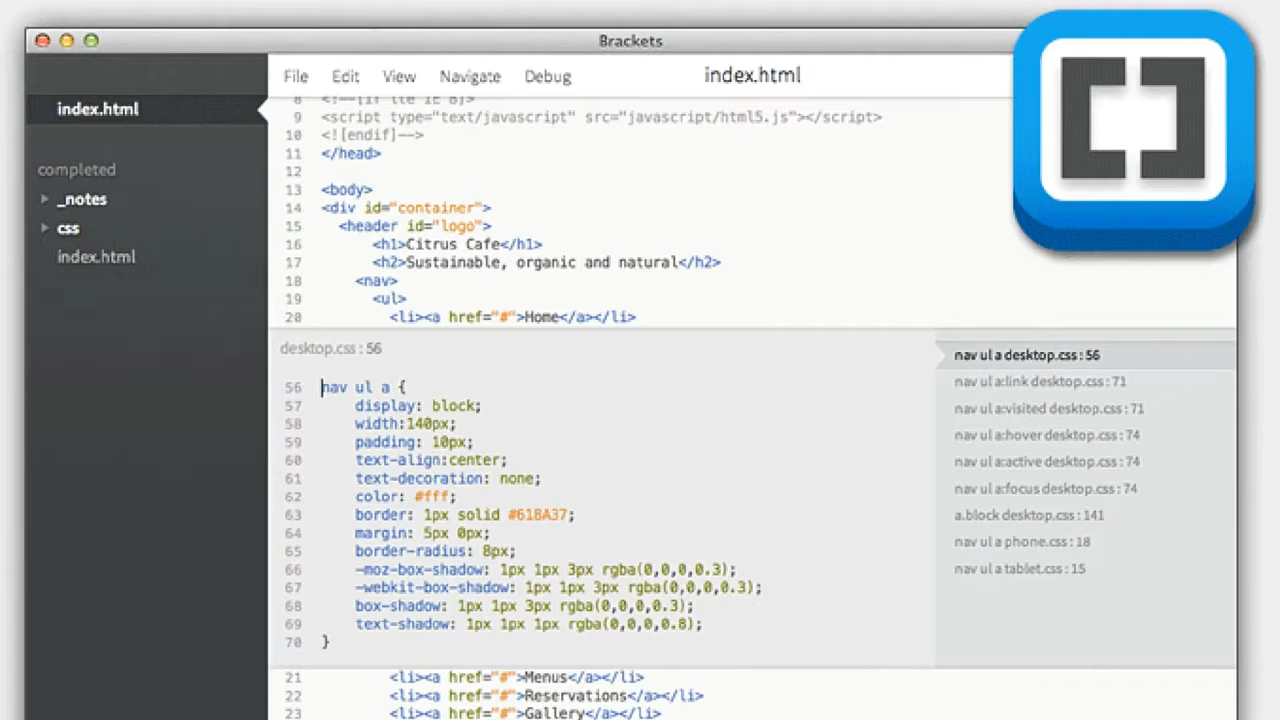 Brackets
File Edit View Navigate Debug
index.html
index.html
completed
_notes
css
index.html
8 <!--[if lte IE 8]>
9 <script type="text/javascript" src="javascript/html5.js"></script>
10 <![endif]-->
11 </head>
12
13 <body>
14 <div id="container">
15 <header id="logo">
16 <h1>Citrus Cafe</h1>
17 <h2>Sustainable, organic and natural</h2>
18 <nav>
19 <ul>
20 <li><a href="#">Home</a></li>
desktop.css : 56
56 nav ul a {
57 display: block;
58 width:140px;
59 padding: 10px;
60 text-align:center;
61 text-decoration: none;
62 color: #fff;
63 border: 1px solid #618A37;
64 margin: 5px 0px;
65 border-radius: 8px;
66 -moz-box-shadow: 1px 1px 3px rgba(0,0,0,0.3);
67 -webkit-box-shadow: 1px 1px 3px rgba(0,0,0,0.3);
68 box-shadow: 1px 1px 3px rgba(0,0,0,0.3);
69 text-shadow: 1px 1px 1px rgba(0,0,0,0.8);
70 }
nav ul a desktop.css : 56
nav ul a:link desktop.css : 71
nav ul a:visited desktop.css : 71
nav ul a:hover desktop.css : 74
nav ul a:active desktop.css : 74
nav ul a:focus desktop.css : 74
a.block desktop.css : 141
nav ul a phone.css : 18
nav ul a tablet.css : 15
21 <li><a href="#">Menus</a></li>
22 <li><a href="#">Reservations</a></li>
23 <li><a href="#">Gallery</a></li>